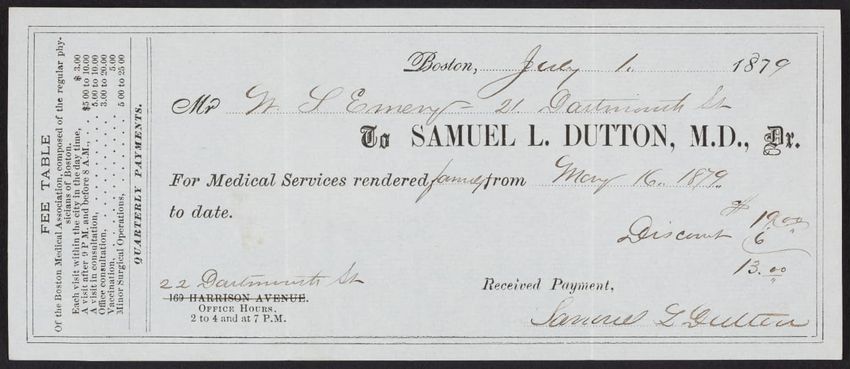 FEE TABLE
Of the Boston Medical Association, composed of the regular phy-
sicians of Boston.
Each visit within the city in the day time, $ 3.00
A visit after 9 P.M., and before 8 A.M., . . $5 00 to 10.00
A visit in consultation, . . . . . 5.00 to 10.00
Office consultation, . . . . . 3.00 to 20.00
Vaccination, . . . . . 5.00
Minor Surgical Operations, . . . . . 5 00 to 25 00
QUARTERLY PAYMENTS.
Boston, July 1. 1879
Mr W. S Emery - 21 Dartmouth St
To SAMUEL L. DUTTON, M.D., Dr.
For Medical Services rendered family from May 16. 1879.
to date.
$ 19.00
Discount 6 "
13.00
22 Dartmouth St
169 HARRISON AVENUE.
OFFICE HOURS.
2 to 4 and at 7 P.M.
Received Payment,
Samuel L Dutton